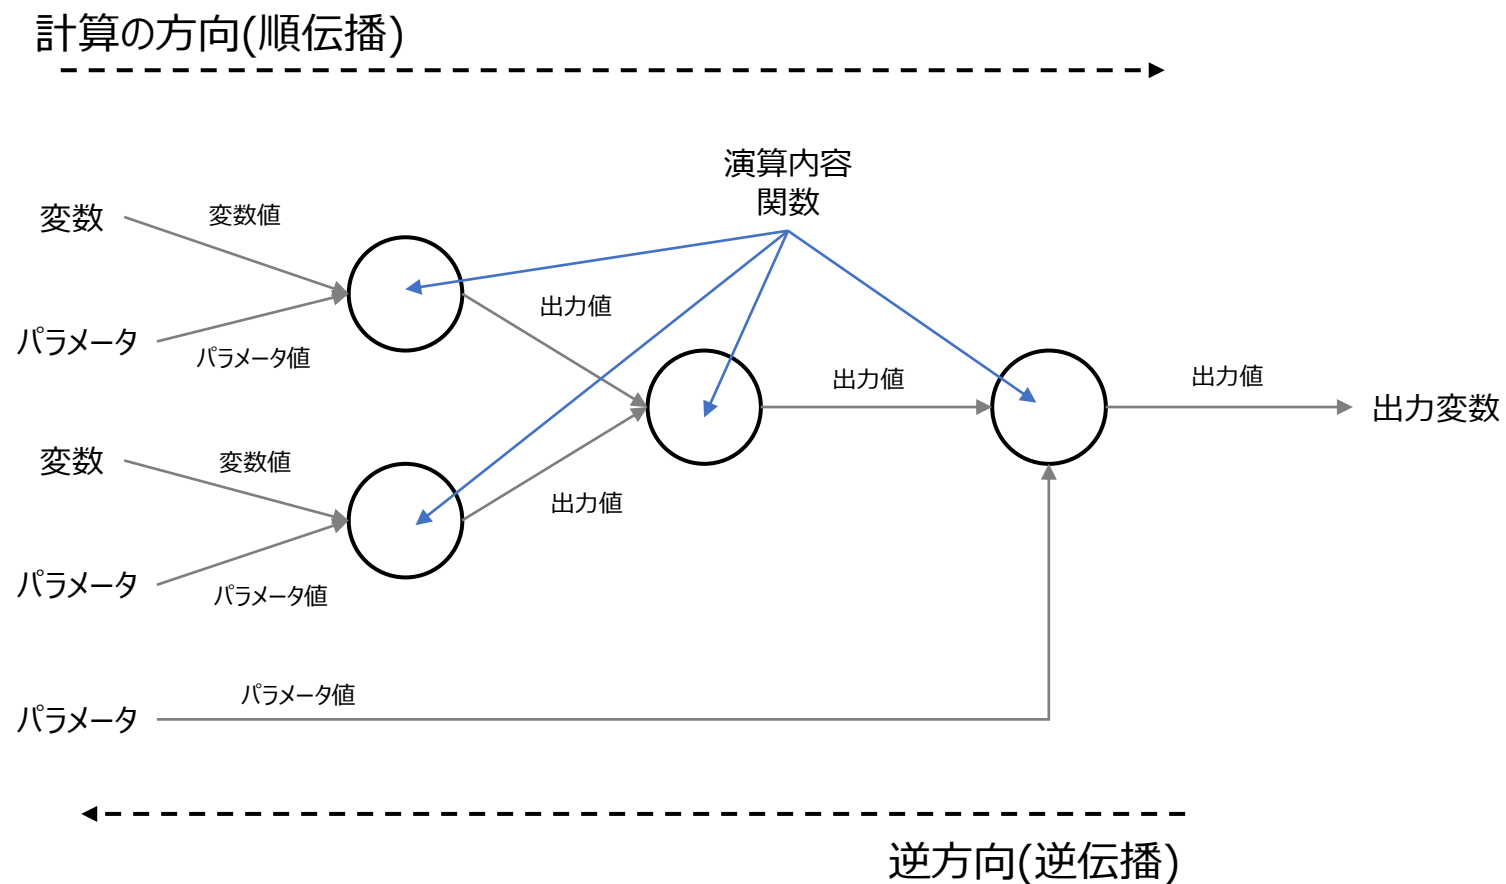 計算の方向(順伝播)
演算内容
関数
変数
変数値
パラメータ
パラメータ値
出力値
変数
変数値
出力値
出力値
出力値
出力変数
パラメータ
パラメータ値
パラメータ
パラメータ値
逆方向(逆伝播)